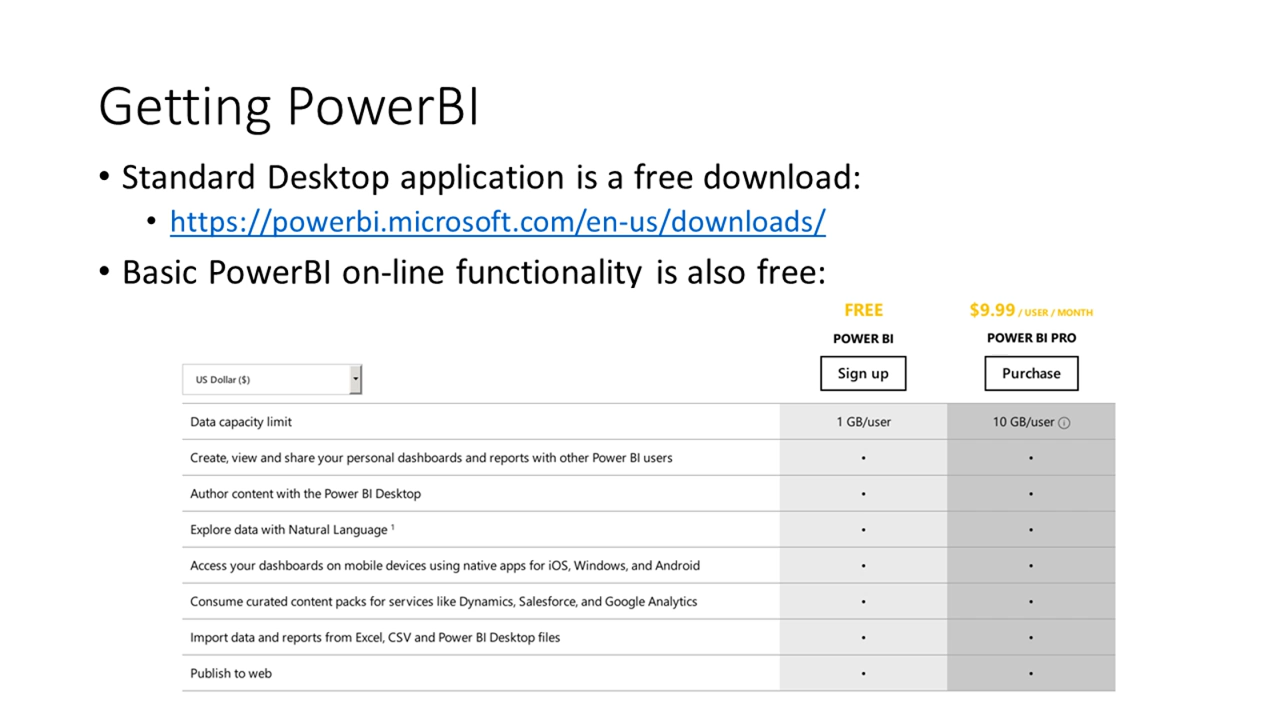 Getting PowerBI
• Standard Desktop application is a free download:
• https://powerbi.microsoft.com/en-us/downloads/
• Basic PowerBI on-line functionality is also free:
FREE $9.99 / USER / MONTH
POWER BI POWER BI PRO
US Dollar ($) Sign up Purchase
Data capacity limit 1 GB/user 10 GB/user ⓘ
Create, view and share your personal dashboards and reports with other Power BI users • •
Author content with the Power BI Desktop • •
Explore data with Natural Language ¹ • •
Access your dashboards on mobile devices using native apps for iOS, Windows, and Android • •
Consume curated content packs for services like Dynamics, Salesforce, and Google Analytics • •
Import data and reports from Excel, CSV and Power BI Desktop files • •
Publish to web • •